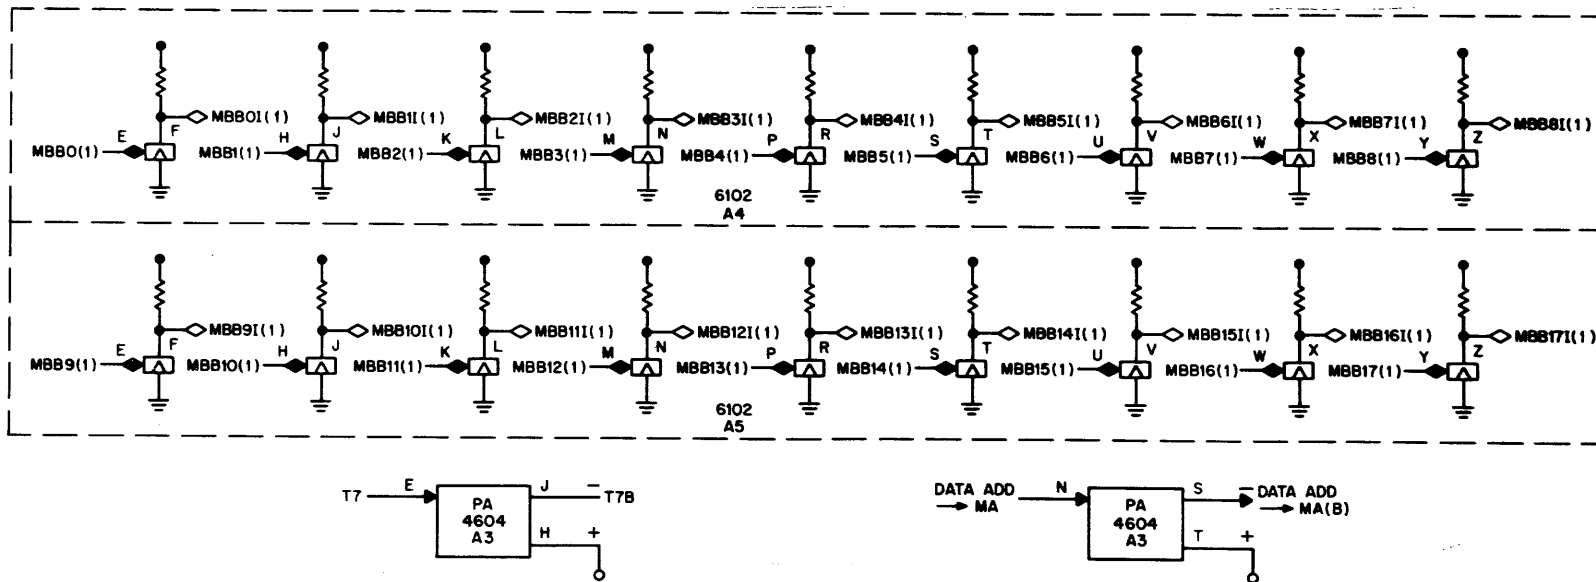 MBB0(1) E F MBB0I(1) MBB1(1) H J MBB1I(1) MBB2(1) K L MBB2I(1) MBB3(1) M N MBB3I(1) MBB4(1) P R MBB4I(1) MBB5(1) S T MBB5I(1) MBB6(1) U V MBB6I(1) MBB7(1) W X MBB7I(1) MBB8(1) Y Z MBB8I(1)
6102
A4
MBB9(1) E F MBB9I(1) MBB10(1) H J MBB10I(1) MBB11(1) K L MBB11I(1) MBB12(1) M N MBB12I(1) MBB13(1) P R MBB13I(1) MBB14(1) S T MBB14I(1) MBB15(1) U V MBB15I(1) MBB16(1) W X MBB16I(1) MBB17(1) Y Z MBB17I(1)
6102
A5
T7 E PA 4604 A3 J − T7B
H +
DATA ADD → MA N PA 4604 A3 S − DATA ADD → MA(B)
T +